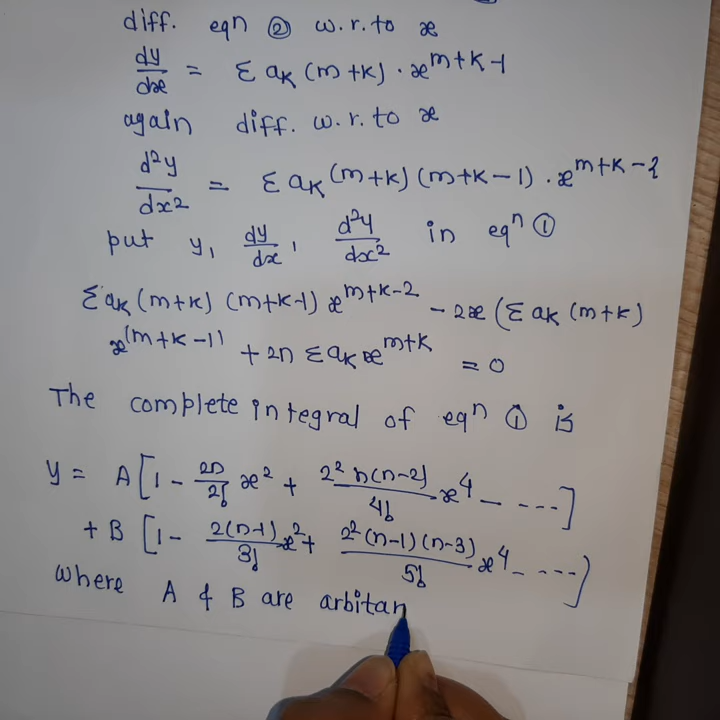 diff. eqn ② w.r.to x
dy/dx = Σ aK (m+K) . x^m+K-1
again diff. w.r.to x
d²y/dx2 = Σ aK (m+K) (m+K-1) . x^m+K-2
put y, dy/dx, d²y/dx² in eqn ①
Σ aK (m+K) (m+K-1) x^m+K-2 - 2x (Σ aK (m+K)
x^(m+K-1) + 2n Σ aK x^m+K = 0
The complete integral of eqn ① is
y = A [1 - 2n/2! x² + 2² n(n-2)/4! x⁴ - ----]
+ B [1- 2(n-1)/3! x² + 2² (n-1) (n-3)/5! x⁴ - ----]
where A & B are arbitar